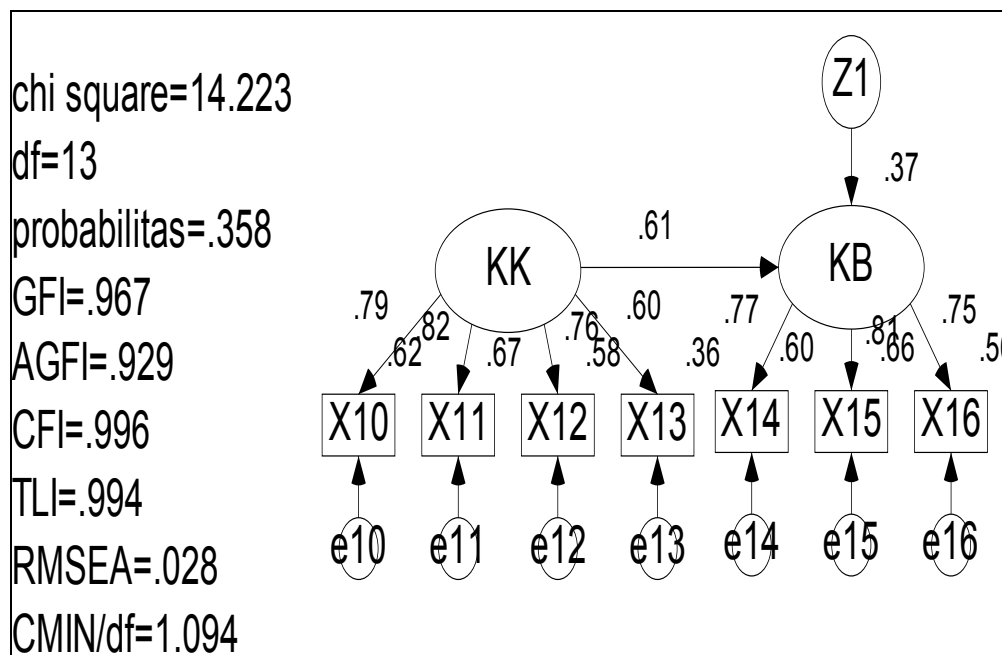 chi square=14.223
df=13
probabilitas=.358
GFI=.967
AGFI=.929
CFI=.996
TLI=.994
RMSEA=.028
CMIN/df=1.094
Z1
.37
.61
KK
KB
.79
.82
.76
.60
.77
.81
.75
.62
.67
.58
.36
.60
.66
X10
X11
X12
X13
X14
X15
X16
e10
e11
e12
e13
e14
e15
e16